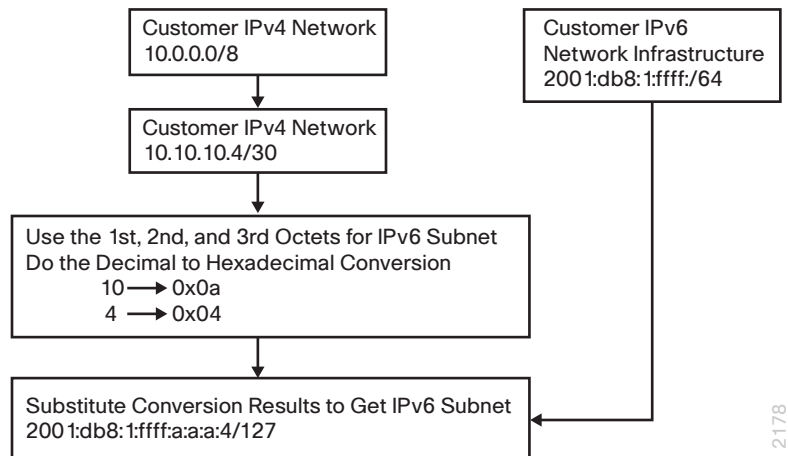 Customer IPv4 Network
10.0.0.0/8
Customer IPv6
Network Infrastructure
2001:db8:1:ffff:/64
Customer IPv4 Network
10.10.10.4/30
Use the 1st, 2nd, and 3rd Octets for IPv6 Subnet
Do the Decimal to Hexadecimal Conversion
10 → 0x0a
4 → 0x04
Substitute Conversion Results to Get IPv6 Subnet
2001:db8:1:ffff:a:a:a:4/127
2178